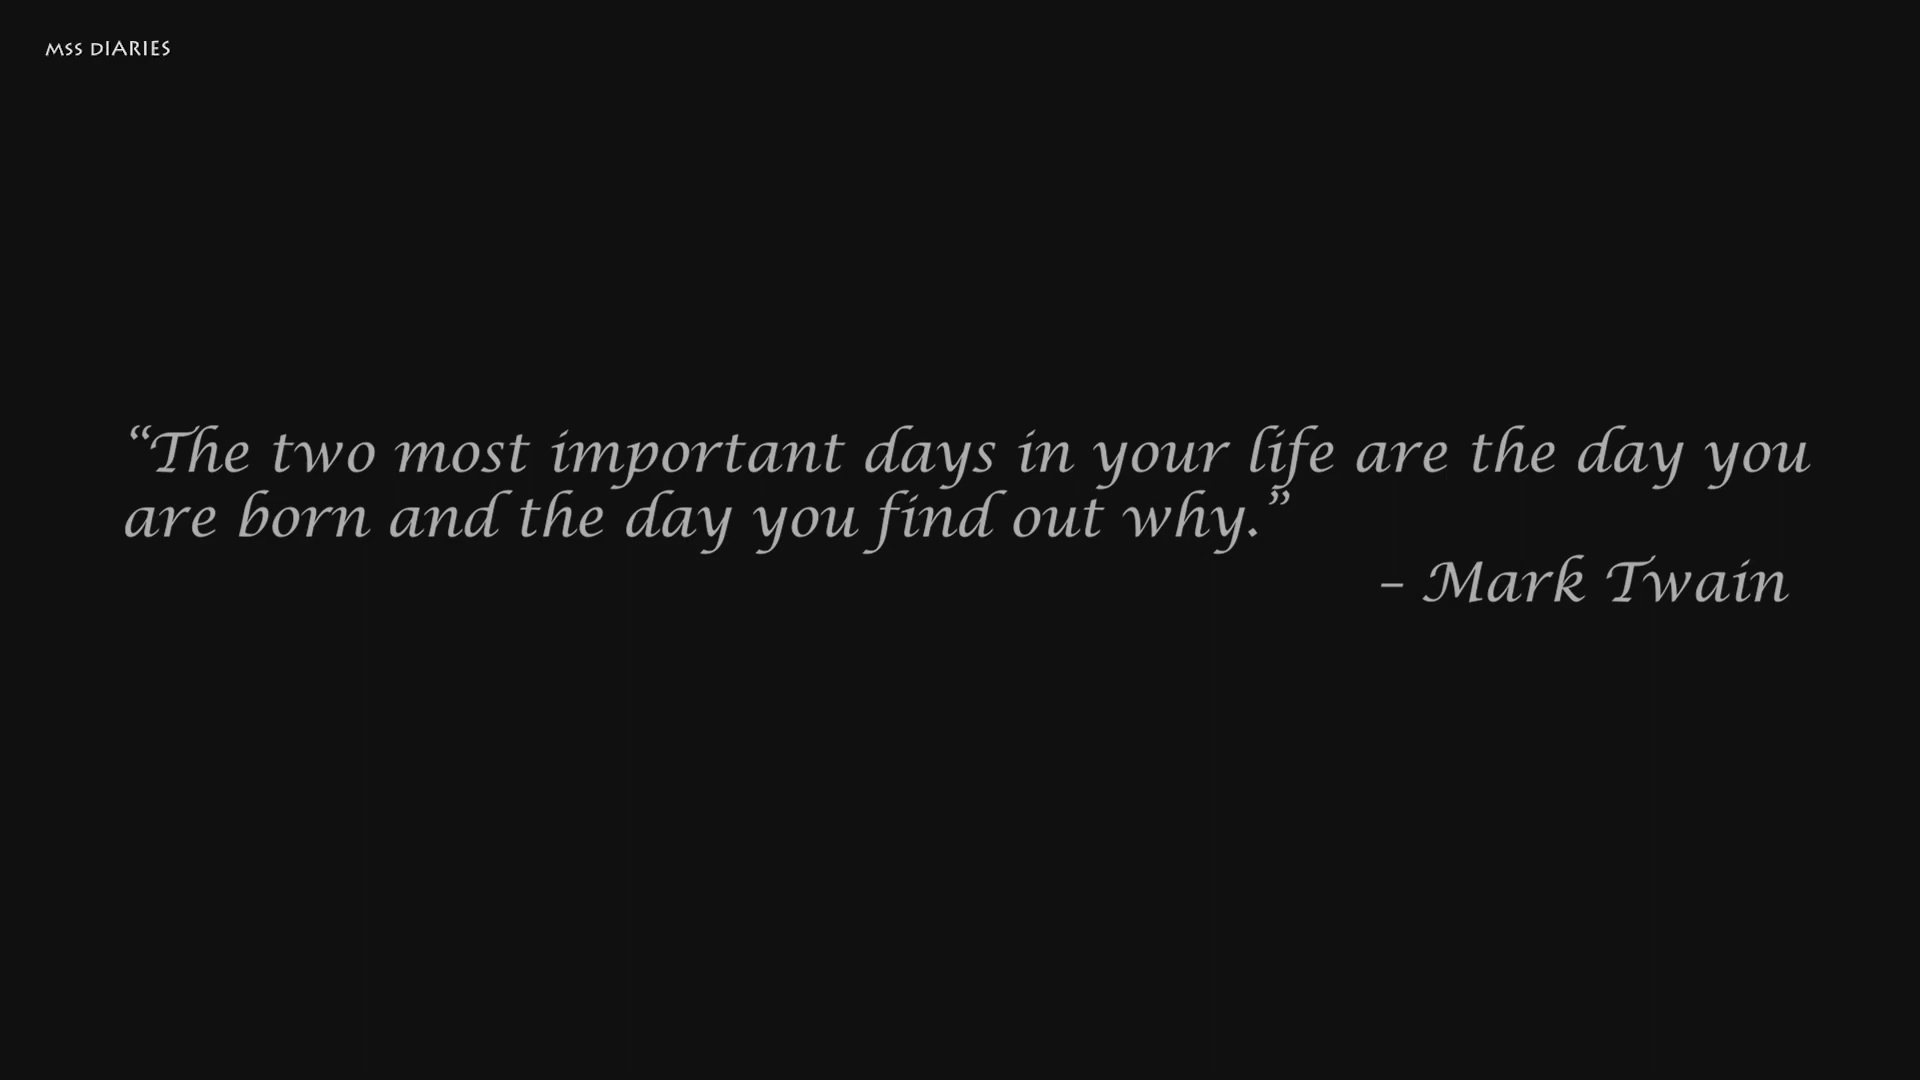 MSS DIARIES
“The two most important days in your life are the day you
are born and the day you find out why.”
– Mark Twain